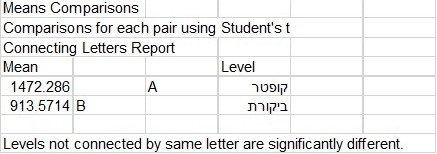 Means Comparisons
Comparisons for each pair using Student's t
Connecting Letters Report
Mean Level
1472.286 A קופטר
913.5714 B ביקורת
Levels not connected by same letter are significantly different.